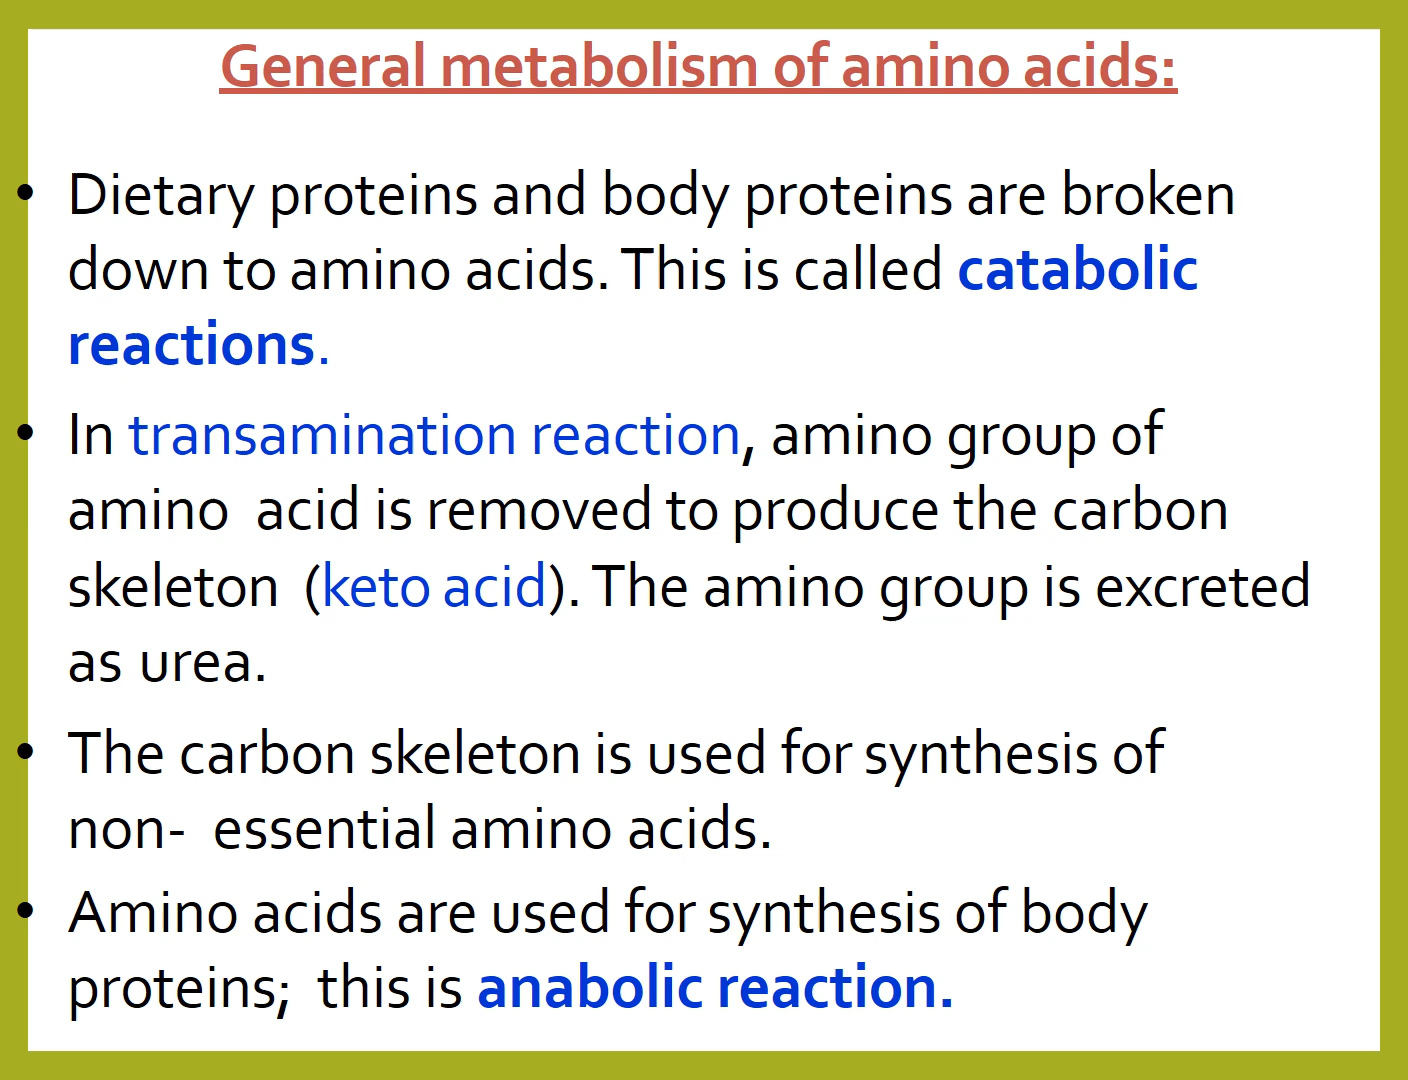 General metabolism of amino acids:
• Dietary proteins and body proteins are broken
down to amino acids. This is called catabolic
reactions.
• In transamination reaction, amino group of
amino  acid is removed to produce the carbon
skeleton  (keto acid). The amino group is excreted
as urea.
• The carbon skeleton is used for synthesis of
non-  essential amino acids.
• Amino acids are used for synthesis of body
proteins;  this is anabolic reaction.